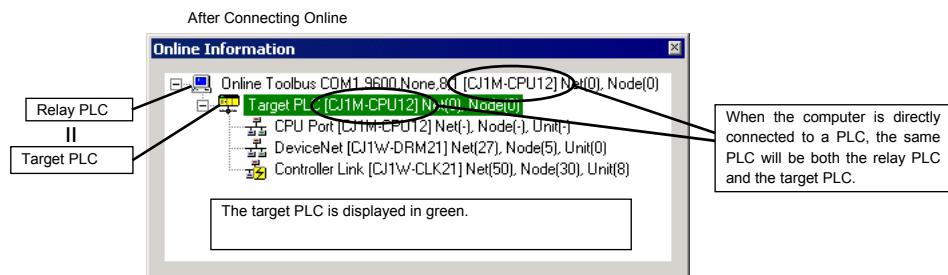 After Connecting Online
Online Information
Online Toolbus COM1 9600 None,8,1 [CJ1M-CPU12] Net(0), Node(0)
Relay PLC
Target PLC [CJ1M-CPU12] Net(0), Node(0)
CPU Port [CJ1M-CPU12] Net(-), Node(-), Unit(-)
Target PLC
DeviceNet [CJ1W-DRM21] Net(27), Node(5), Unit(0)
Controller Link [CJ1W-CLK21] Net(50), Node(30), Unit(8)
When the computer is directly
connected to a PLC, the same
PLC will be both the relay PLC
and the target PLC.
The target PLC is displayed in green.